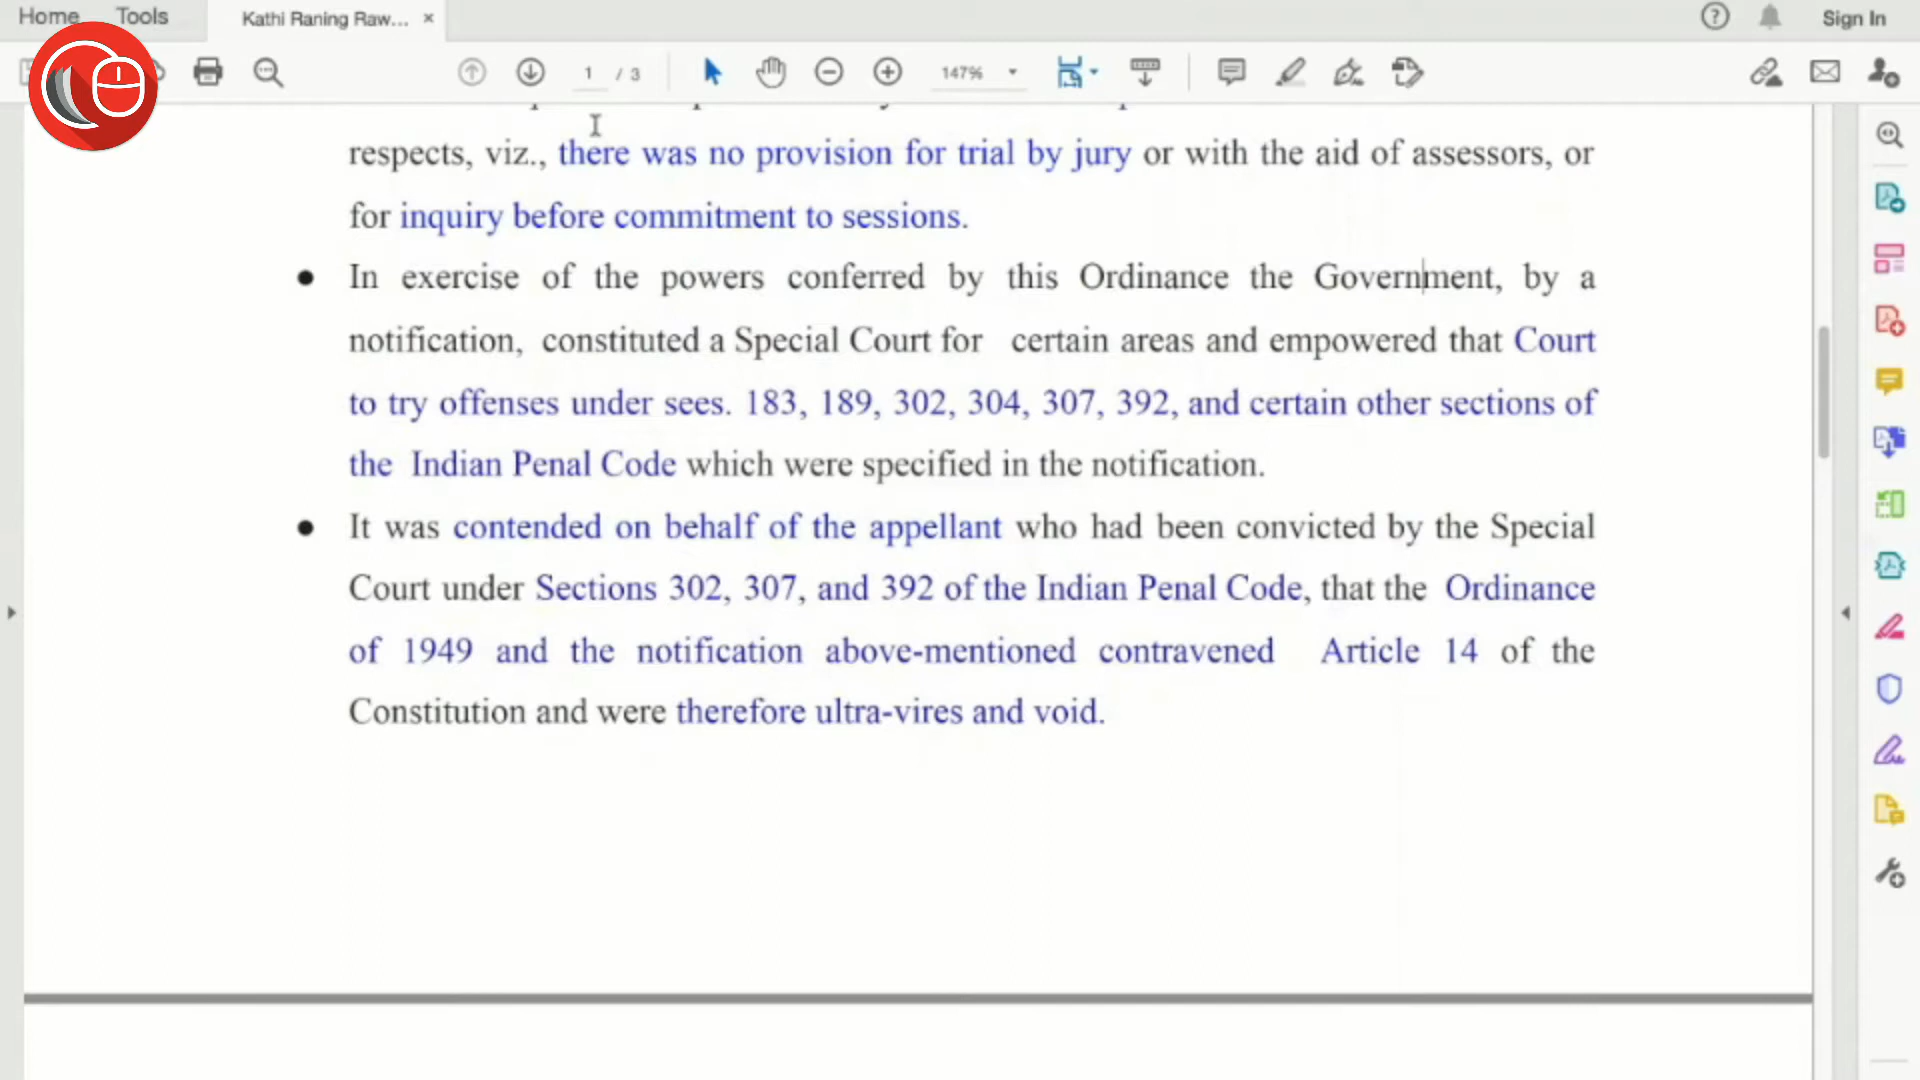 Home Tools Kathi Raning Raw... × Sign In
1 / 3 147%
respects, viz., there was no provision for trial by jury or with the aid of assessors, or
for inquiry before commitment to sessions.
● In exercise of the powers conferred by this Ordinance the Government, by a
notification, constituted a Special Court for certain areas and empowered that Court
to try offenses under sees. 183, 189, 302, 304, 307, 392, and certain other sections of
the Indian Penal Code which were specified in the notification.
● It was contended on behalf of the appellant who had been convicted by the Special
Court under Sections 302, 307, and 392 of the Indian Penal Code, that the Ordinance
of 1949 and the notification above-mentioned contravened Article 14 of the
Constitution and were therefore ultra-vires and void.